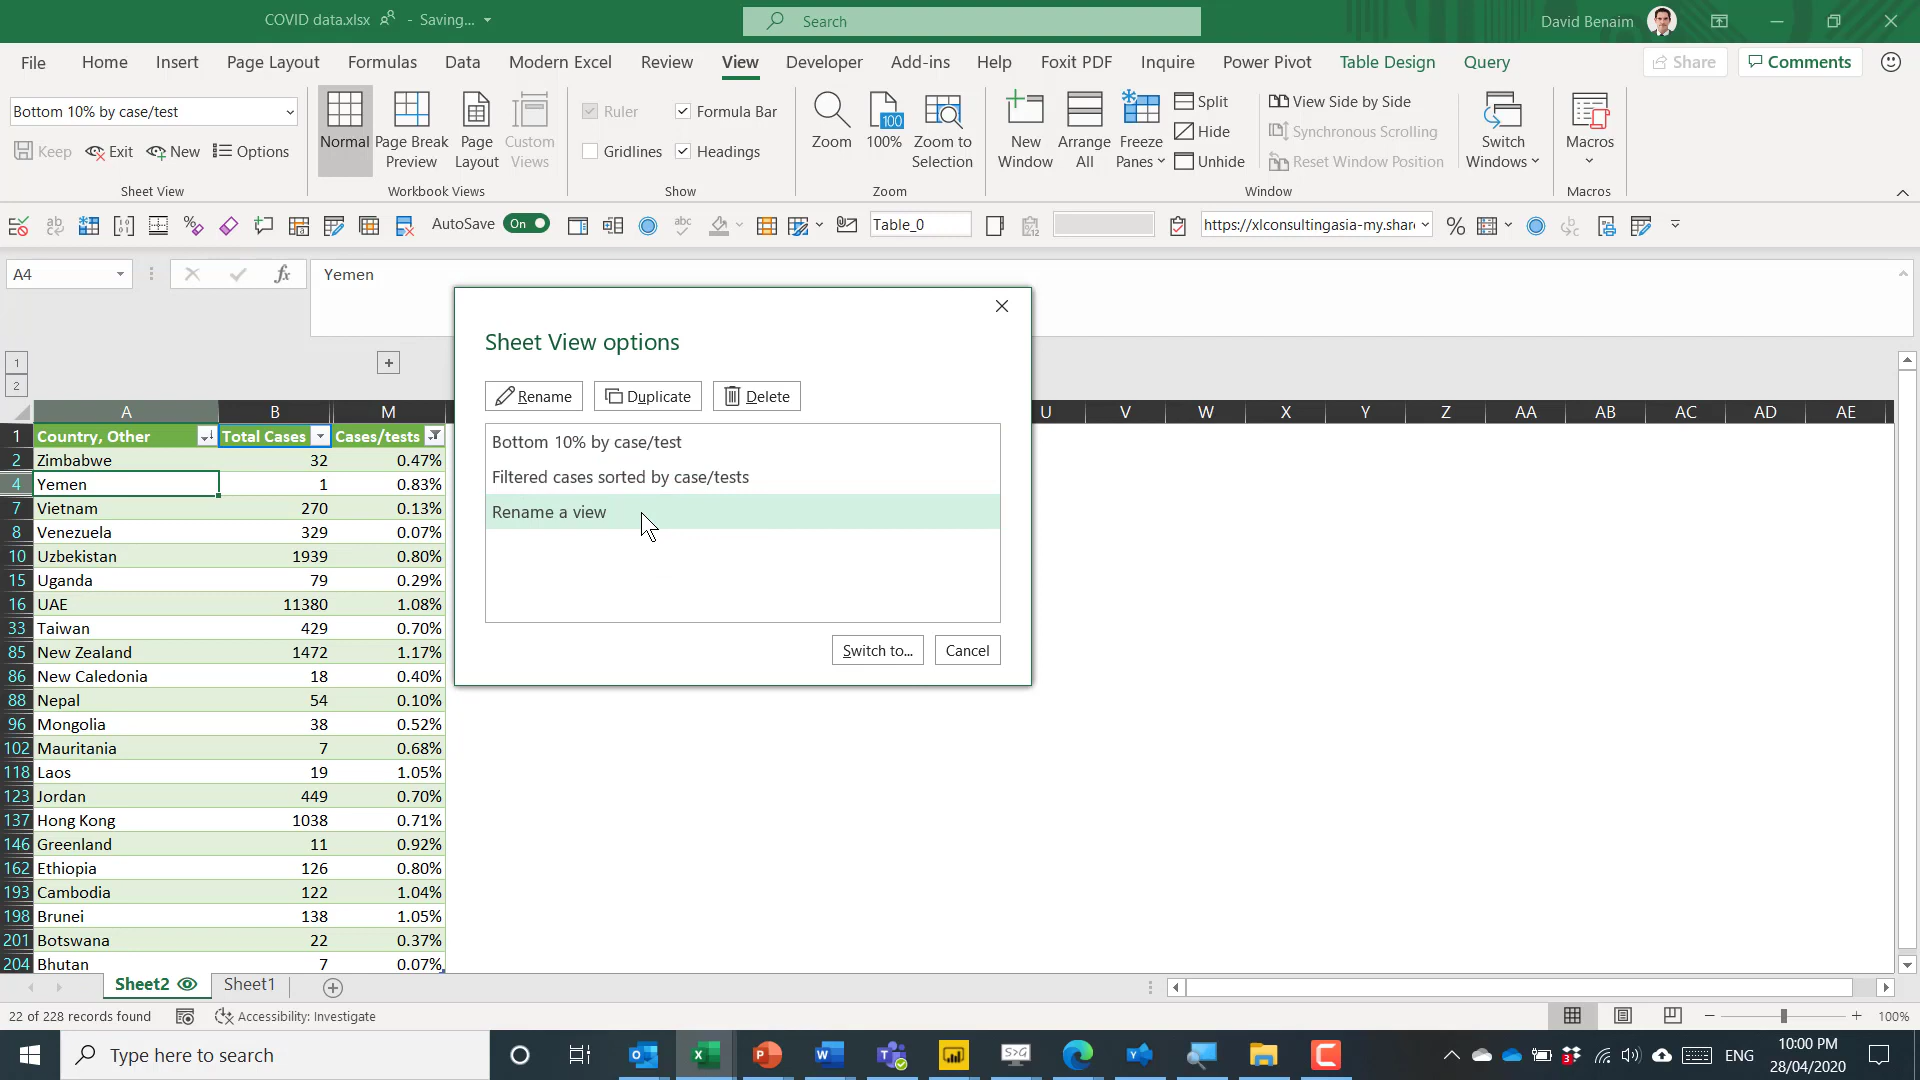 COVID data.xlsx - Saving...
Search
David Benaim
File Home Insert Page Layout Formulas Data Modern Excel Review View Developer Add-ins Help Foxit PDF Inquire Power Pivot Table Design Query Share Comments
Bottom 10% by case/test
Keep Exit New Options
Sheet View
Normal
Page Break Preview
Page Layout
Custom Views
Workbook Views
Ruler
Formula Bar
Gridlines
Headings
Show
Zoom
100
100%
Zoom to Selection
Zoom
New Window
Arrange All
Freeze Panes
Split
Hide
Unhide
View Side by Side
Synchronous Scrolling
Reset Window Position
Switch Windows
Window
Macros
Macros
AutoSave On
Table_0
https://xlconsultingasia-my.share
A4
fx
Yemen
Sheet View options
Rename Duplicate Delete
Bottom 10% by case/test
Filtered cases sorted by case/tests
Rename a view
Switch to... Cancel
1
2
A B M U V W X Y Z AA AB AC AD AE
1 Country, Other Total Cases Cases/tests
2 Zimbabwe 32 0.47%
4 Yemen 1 0.83%
7 Vietnam 270 0.13%
8 Venezuela 329 0.07%
10 Uzbekistan 1939 0.80%
15 Uganda 79 0.29%
16 UAE 11380 1.08%
33 Taiwan 429 0.70%
85 New Zealand 1472 1.17%
86 New Caledonia 18 0.40%
88 Nepal 54 0.10%
96 Mongolia 38 0.52%
102 Mauritania 7 0.68%
118 Laos 19 1.05%
123 Jordan 449 0.70%
137 Hong Kong 1038 0.71%
146 Greenland 11 0.92%
162 Ethiopia 126 0.80%
193 Cambodia 122 1.04%
198 Brunei 138 1.05%
201 Botswana 22 0.37%
204 Bhutan 7 0.07%
Sheet2 Sheet1
22 of 228 records found Accessibility: Investigate 100%
Type here to search
ENG
10:00 PM
28/04/2020